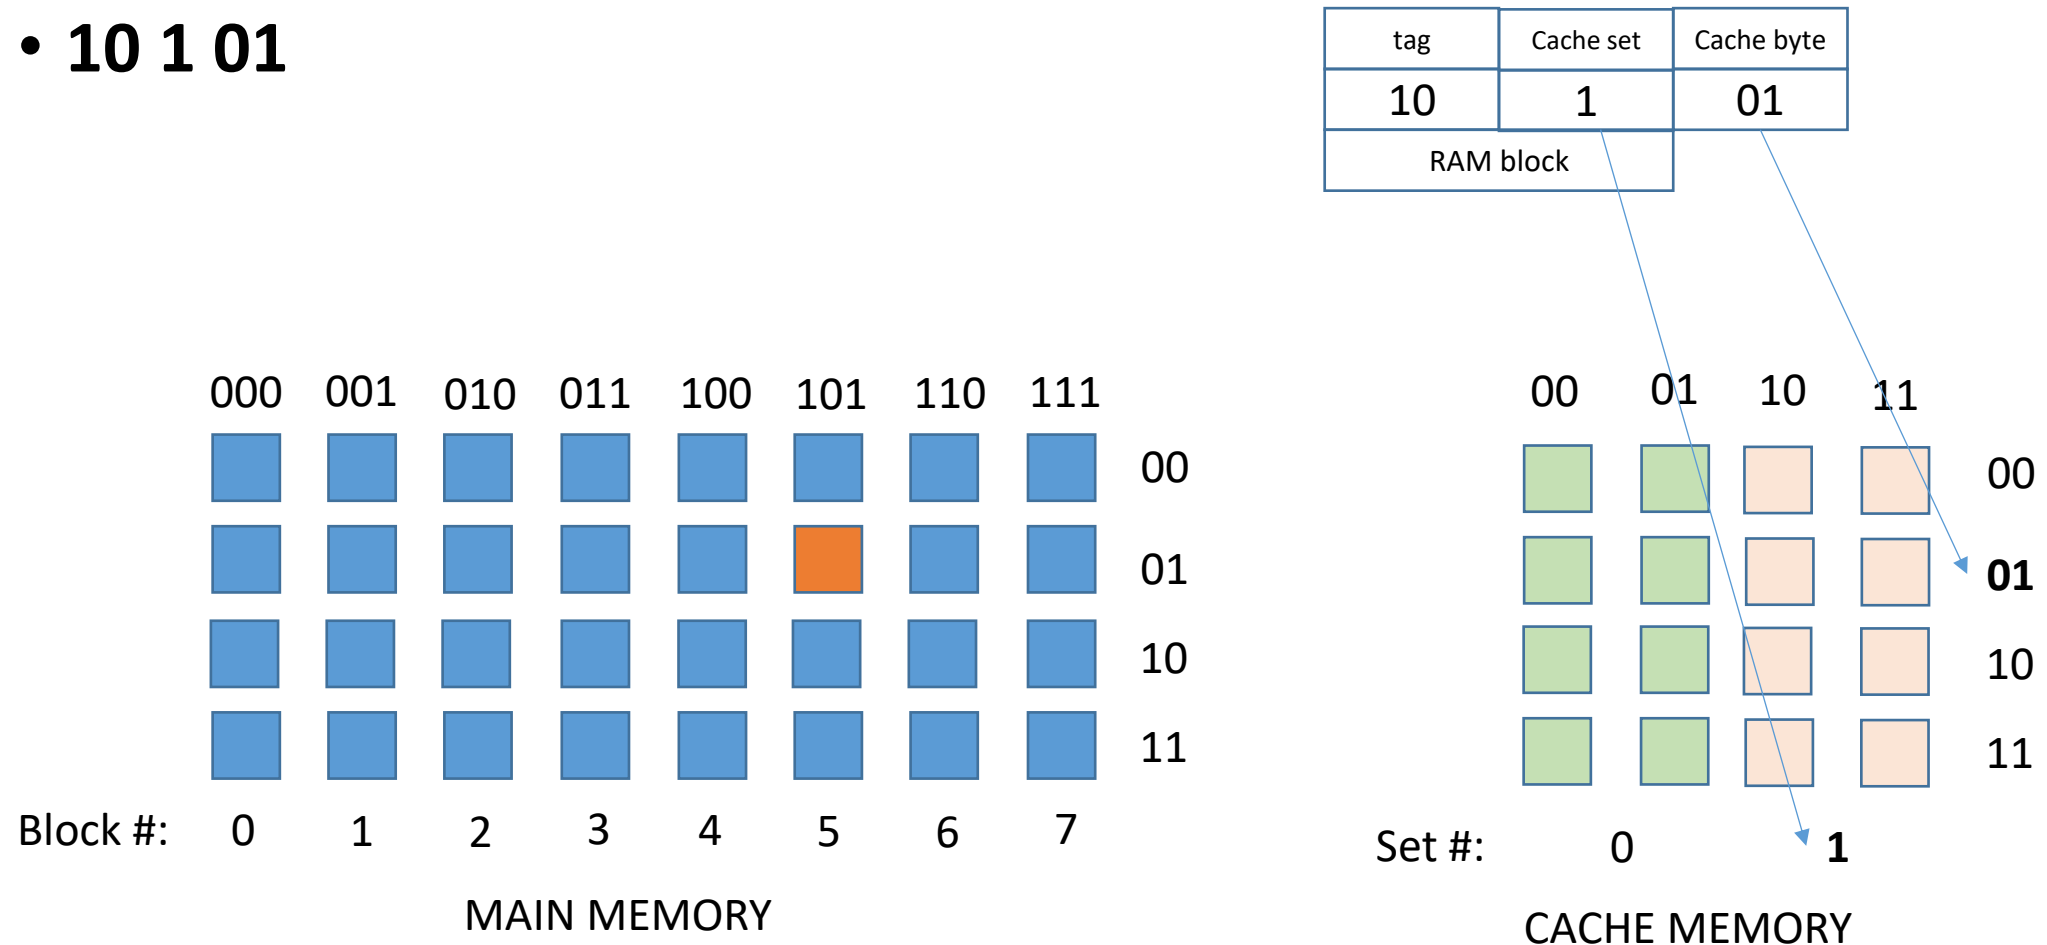 • 10 1 01
tag Cache set Cache byte
10 1 01
RAM block
000 001 010 011 100 101 110 111
00
01
10
11
Block #: 0 1 2 3 4 5 6 7
MAIN MEMORY
00 01 10 11
00
01
10
11
Set #: 0 1
CACHE MEMORY